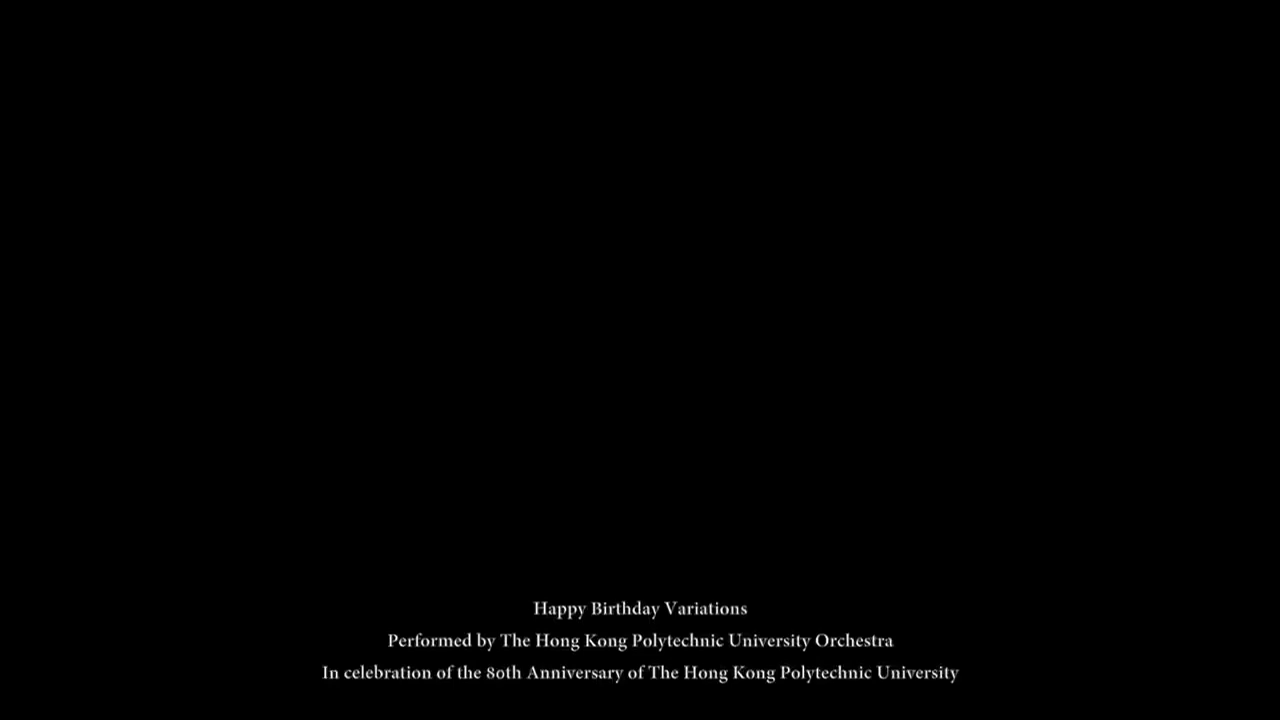 Happy Birthday Variations
Performed by The Hong Kong Polytechnic University Orchestra
In celebration of the 80th Anniversary of The Hong Kong Polytechnic University